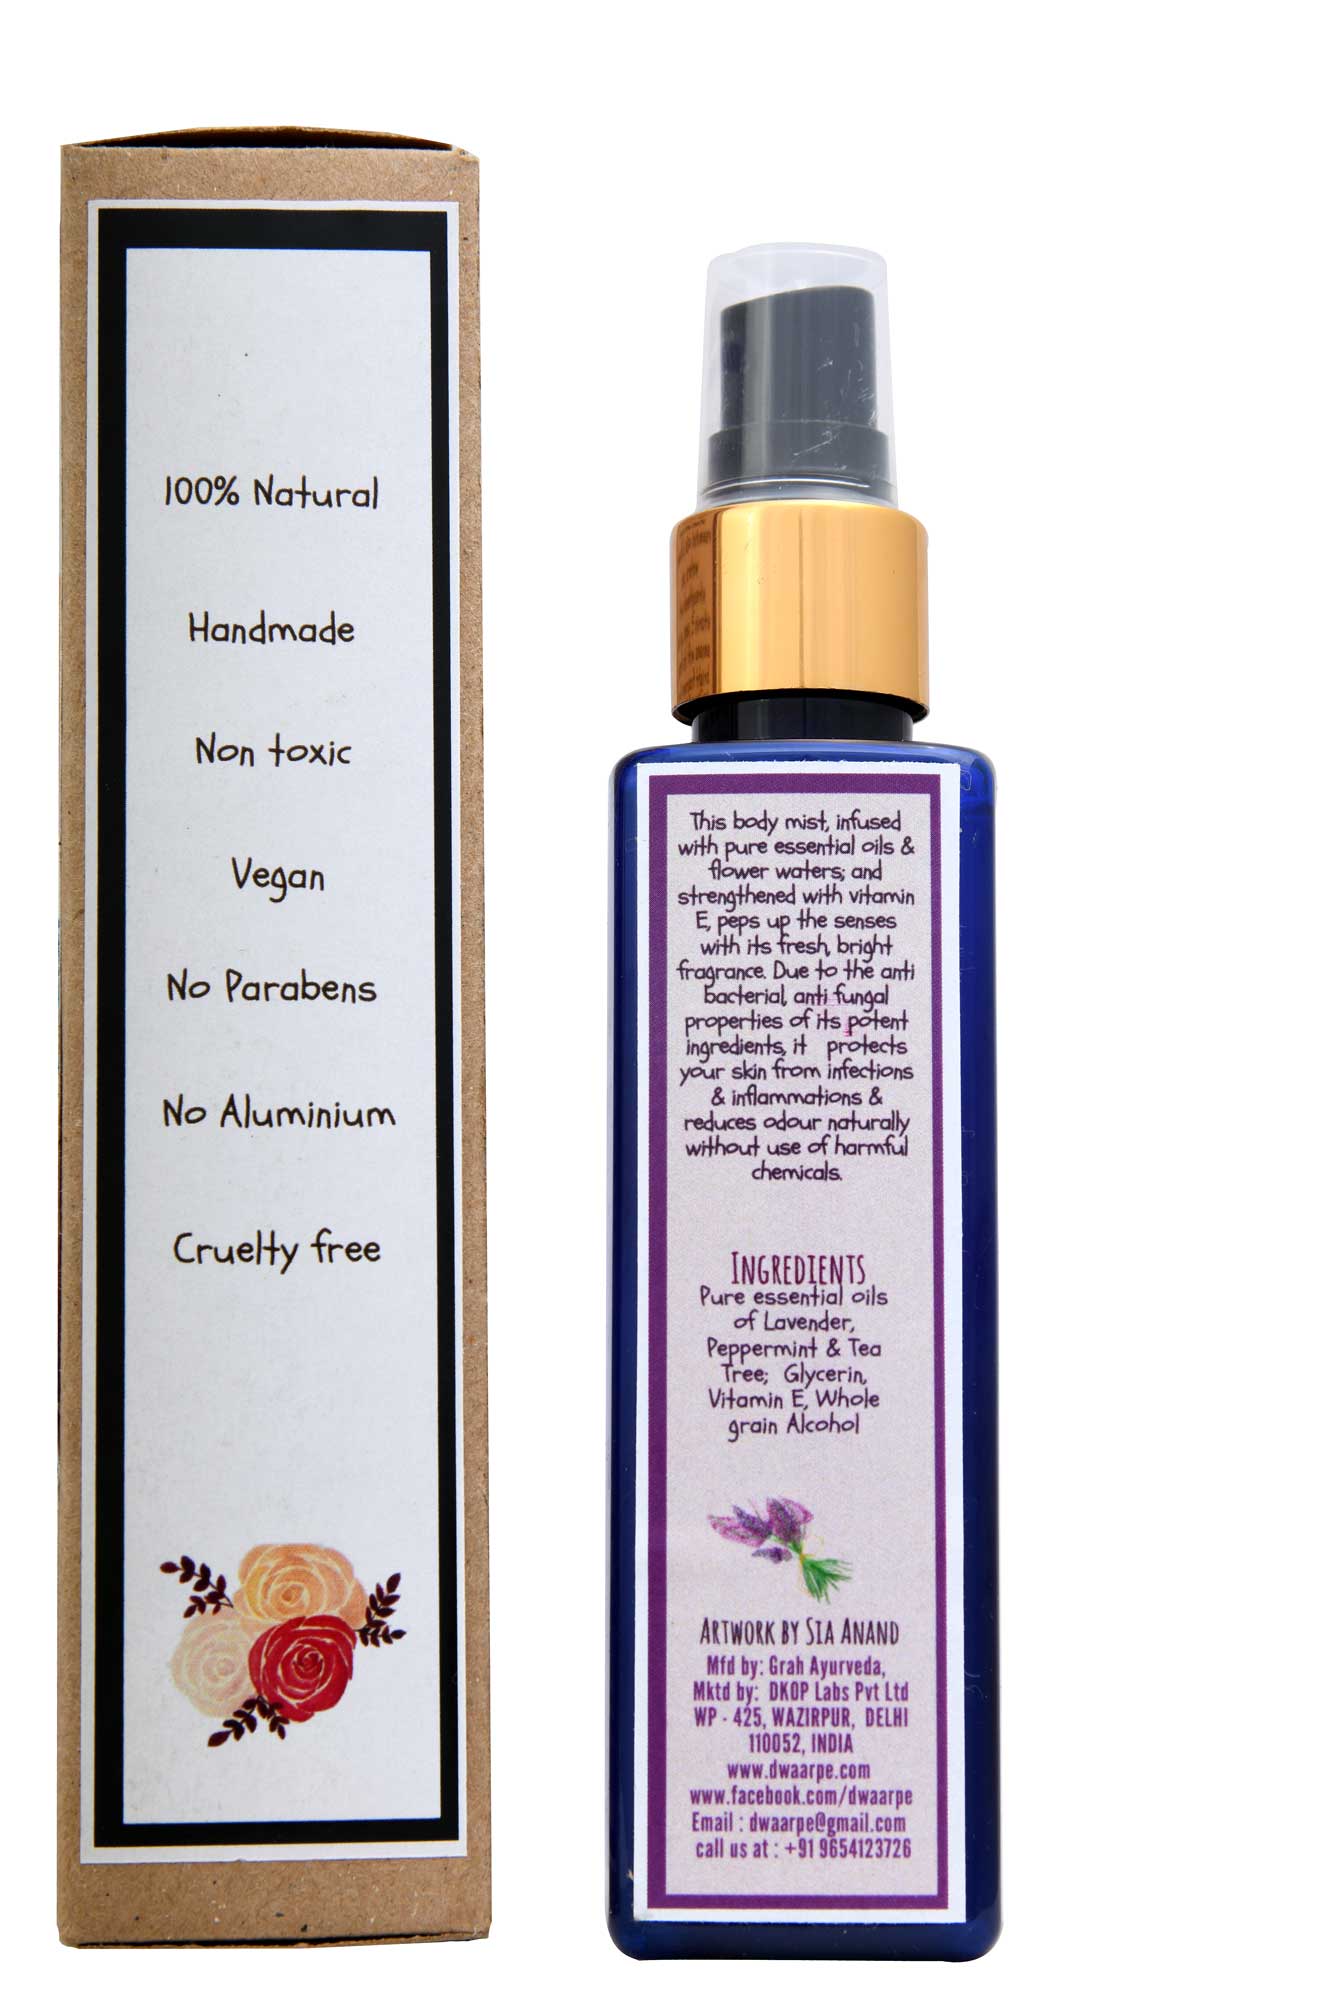 100% Natural
Handmade
Non toxic
Vegan
No Parabens
No Aluminium
Cruelty free
This body mist, infused
with pure essential oils &
flower waters; and
strengthened with vitamin
E, peps up the senses
with its fresh, bright
fragrance. Due to the anti
bacterial, anti fungal
properties of its potent
ingredients, it protects
your skin from infections
& inflammations &
reduces odour naturally
without use of harmful
chemicals.
INGREDIENTS
Pure essential oils
of Lavender,
Peppermint & Tea
Tree; Glycerin,
Vitamin E, Whole
grain Alcohol
ARTWORK BY SIA ANAND
Mfd by: Grah Ayurveda,
Mktd by: DKOP Labs Pvt Ltd
WP - 425, WAZIRPUR, DELHI
110052, INDIA
www.dwaarpe.com
www.facebook.com/dwaarpe
Email : dwaarpe@gmail.com
call us at : +91 9654123726